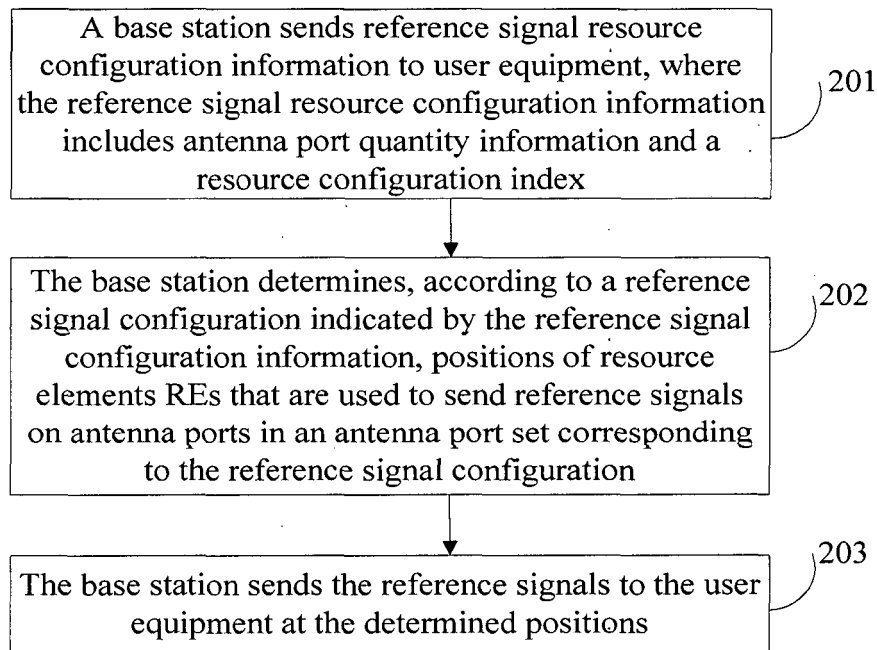 A base station sends reference signal resource
configuration information to user equipment, where
the reference signal resource configuration information
includes antenna port quantity information and a
resource configuration index
201
The base station determines, according to a reference
signal configuration indicated by the reference signal
configuration information, positions of resource
elements REs that are used to send reference signals
on antenna ports in an antenna port set corresponding
to the reference signal configuration
202
The base station sends the reference signals to the user
equipment at the determined positions
203